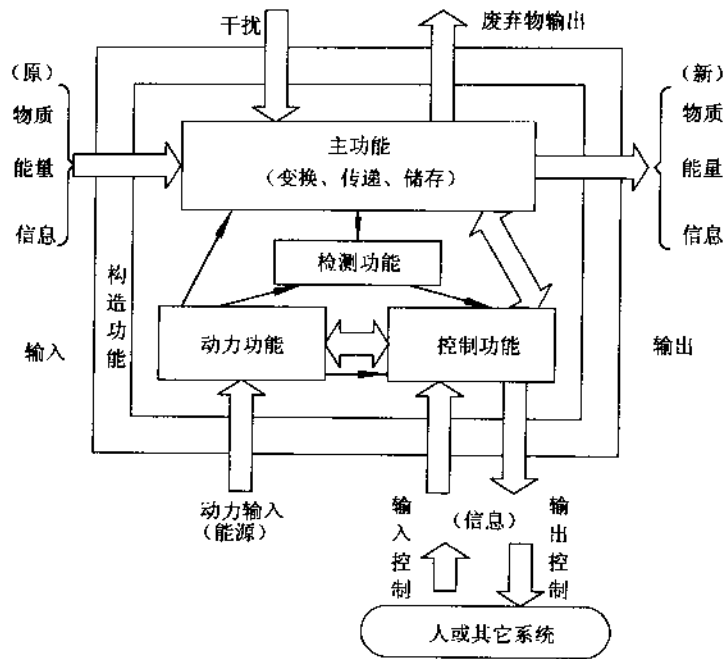 干扰
废弃物输出
（原）
物质
能量
信息
（新）
物质
能量
信息
主功能
（变换、传递、储存）
检测功能
构造功能
动力功能
控制功能
输入
输出
动力输入
（能源）
输入控制
（信息）
输出控制
人或其它系统